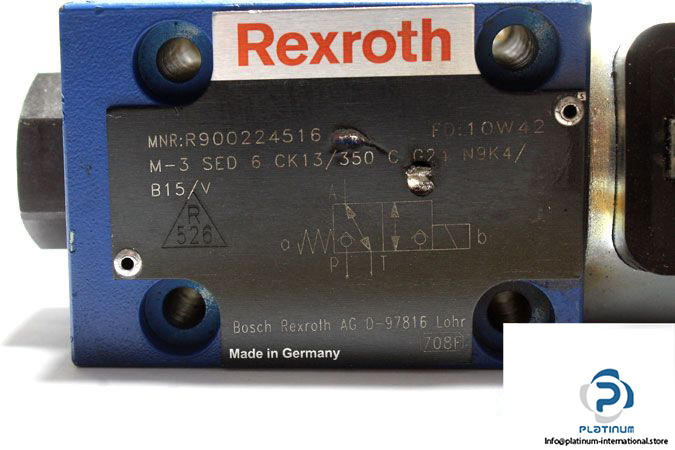 Rexroth
MNR:R900224516 FD:10W42
M-3 SED 6 CK13/350 C G24 N9K4/
B15/V
R
526
A
a b
P T
Bosch Rexroth AG D-97816 Lohr
708F
Made in Germany
PLATINUM
Info@platinum-international.store